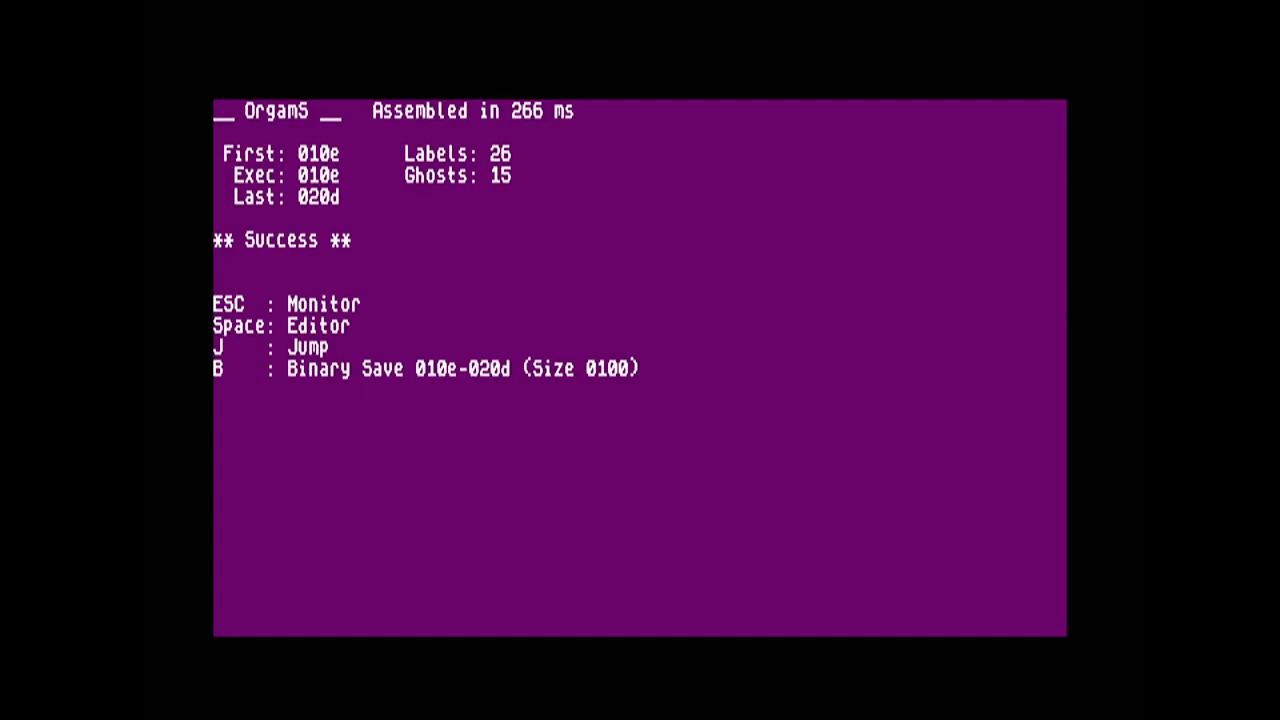 __ OrgamS __   Assembled in 266 ms
First: 010e      Labels: 26
Exec: 010e      Ghosts: 15
Last: 020d
** Success **
ESC  : Monitor
Space: Editor
J    : Jump
B    : Binary Save 010e-020d (Size 0100)